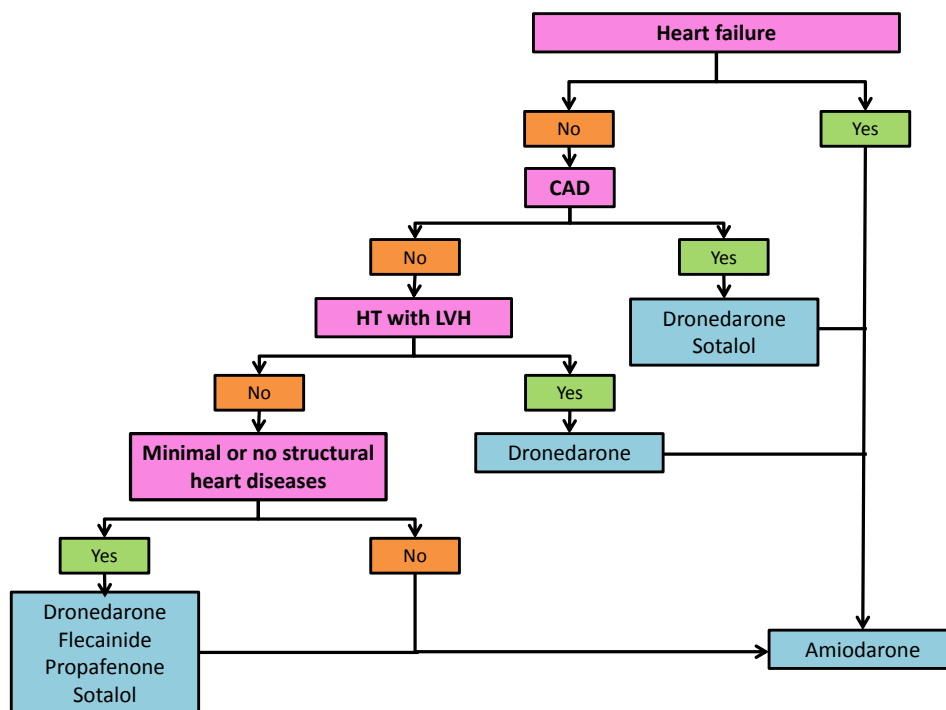 Heart failure
No
Yes
CAD
No
Yes
HT with LVH
Dronedarone
Sotalol
No
Yes
Minimal or no structural
heart diseases
Dronedarone
Yes
No
Dronedarone
Flecainide
Propafenone
Sotalol
Amiodarone